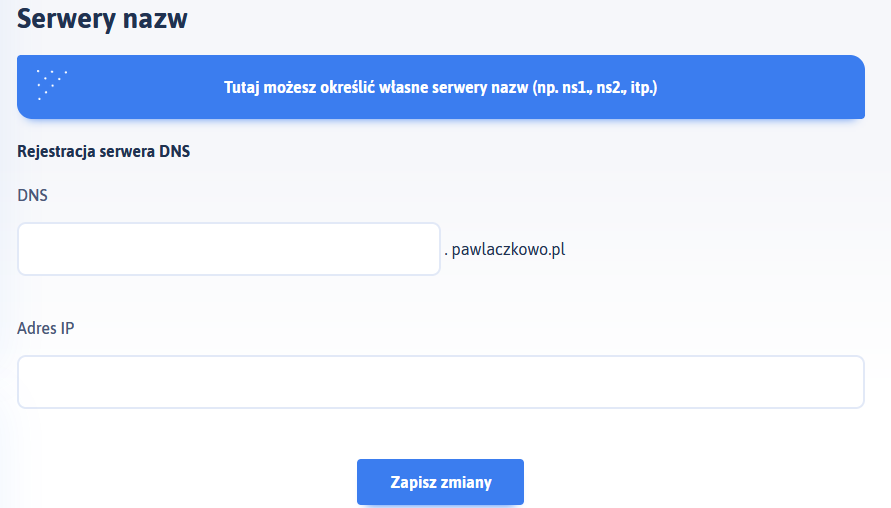 Serwery nazw
Tutaj możesz określić własne serwery nazw (np. ns1., ns2., itp.)
Rejestracja serwera DNS
DNS
. pawlaczkowo.pl
Adres IP
Zapisz zmiany